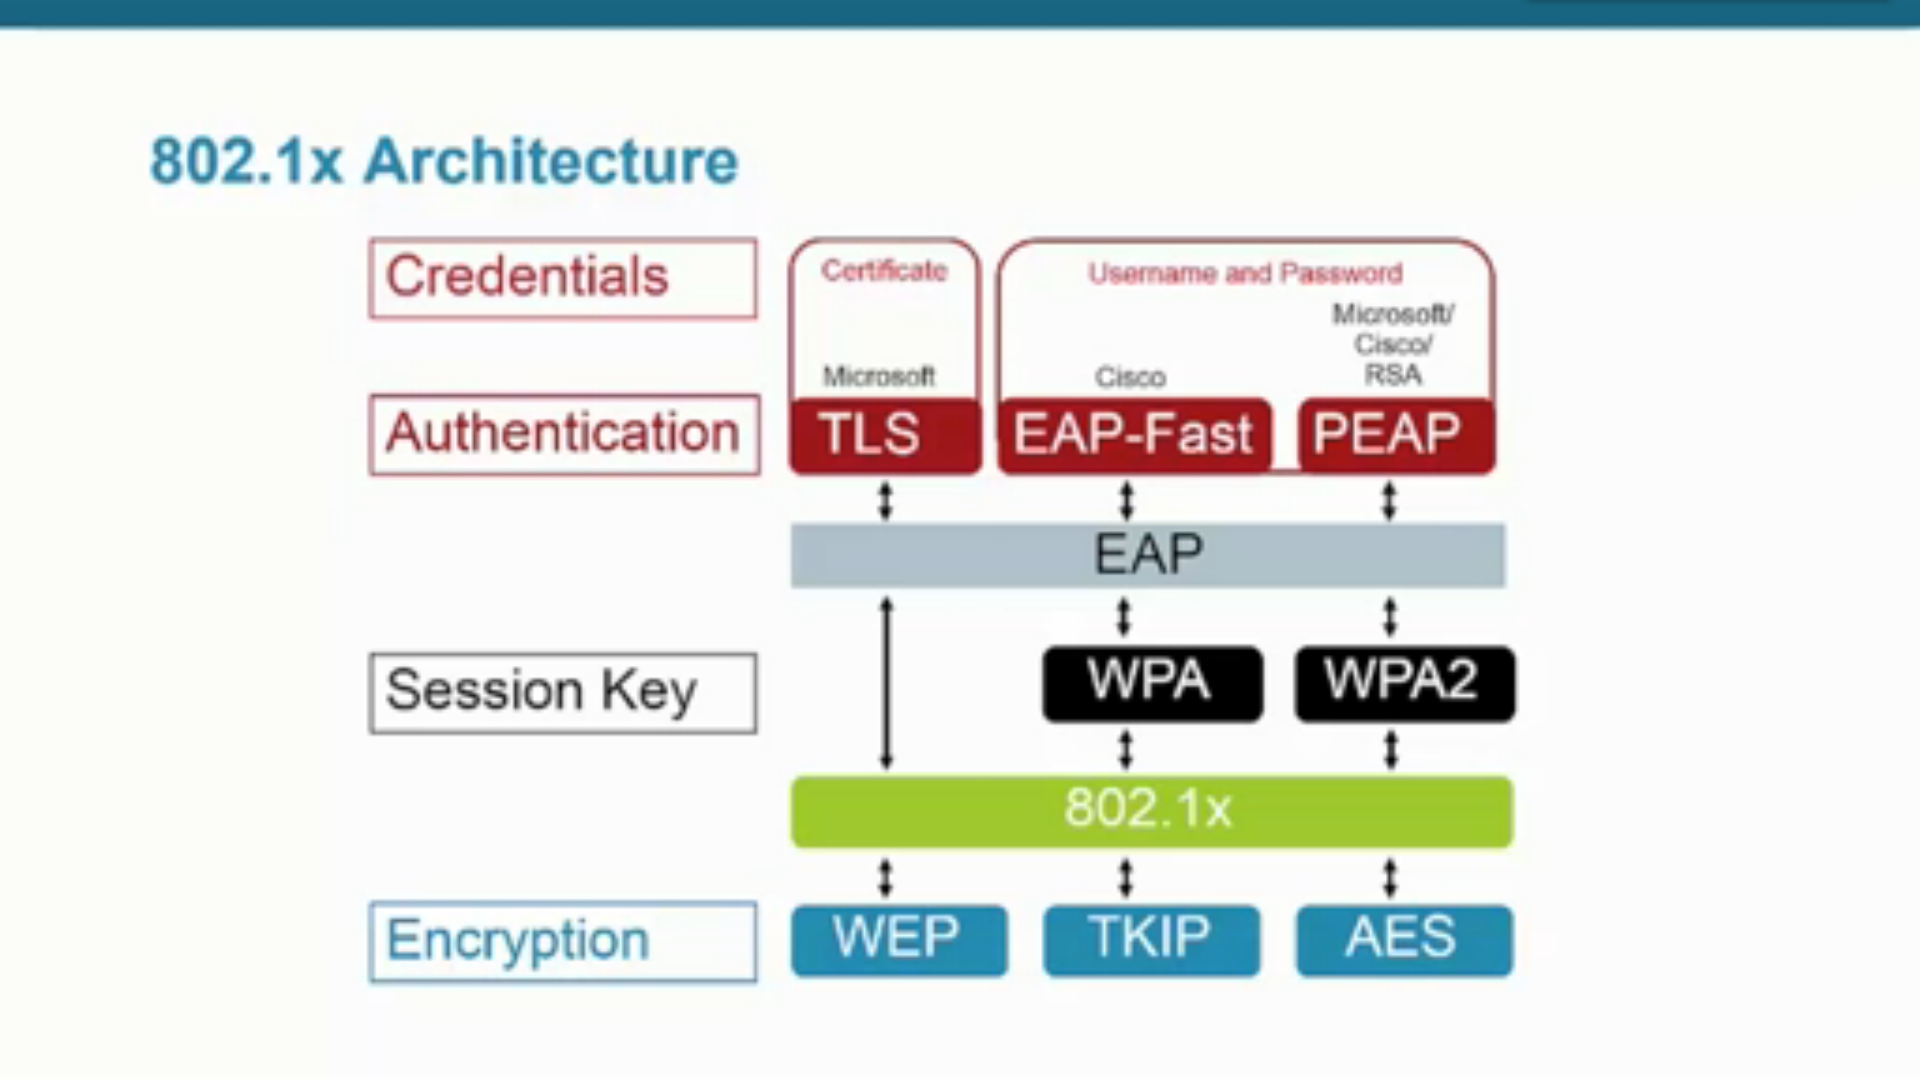 802.1x Architecture
Credentials
Certificate
Username and Password
Microsoft/
Cisco/
RSA
Microsoft
Cisco
Authentication
TLS
EAP-Fast
PEAP
EAP
Session Key
WPA
WPA2
802.1x
Encryption
WEP
TKIP
AES